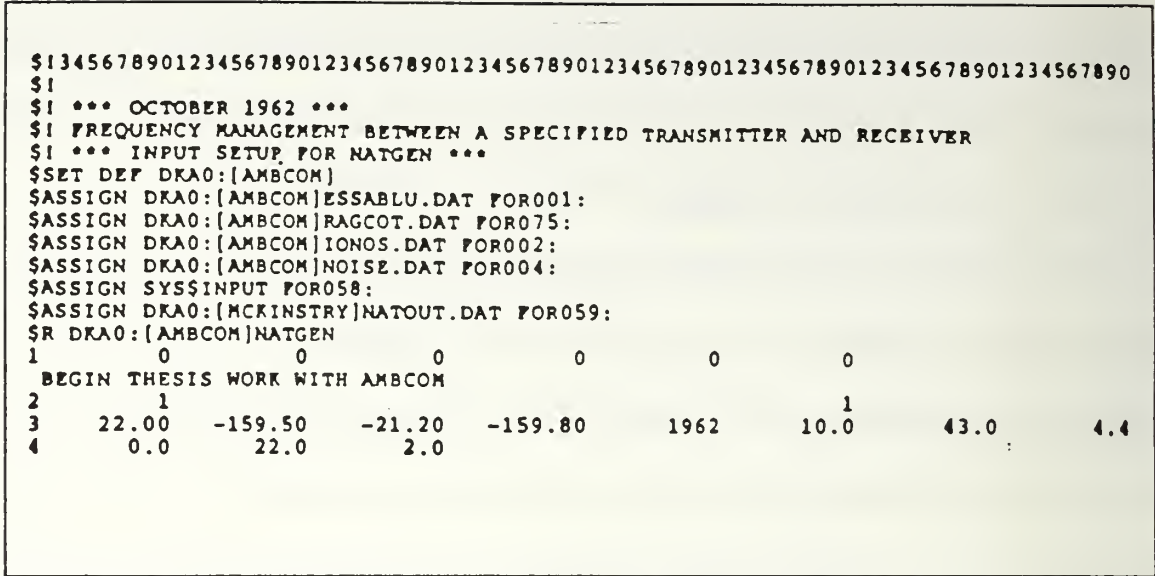 $!34567890123456789012345678901234567890123456789012345678901234567890123456789​0
$!
$! *** OCTOBER 1962 ***
$! FREQUENCY MANAGEMENT BETWEEN A SPECIFIED TRANSMITTER AND RECEIVER
$! *** INPUT SETUP FOR NATGEN ***
$SET DEF DKA0:[AMBCOM]
$ASSIGN DKA0:[AMBCOM]ESSABLU.DAT FOR001:
$ASSIGN DKA0:[AMBCOM]RAGCOT.DAT FOR075:
$ASSIGN DKA0:[AMBCOM]IONOS.DAT FOR002:
$ASSIGN DKA0:[AMBCOM]NOISE.DAT FOR004:
$ASSIGN SYS$INPUT FOR058:
$ASSIGN DKA0:[MCKINSTRY]NATOUT.DAT FOR059:
$R DKA0:[AMBCOM]NATGEN
1 0 0 0 0 0 0
BEGIN THESIS WORK WITH AMBCOM
2 1 1
3 22.00 -159.50 -21.20 -159.80 1962 10.0 43.0 4.4
4 0.0 22.0 2.0